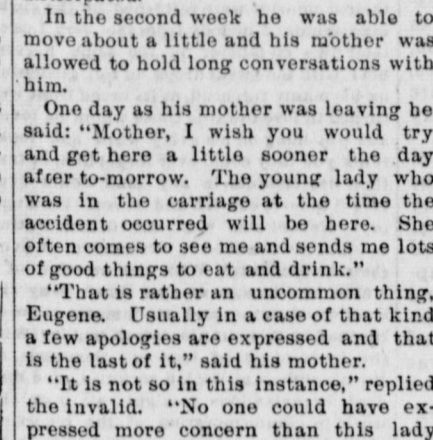 In the second week he was able to
move about a little and his mother was
allowed to hold long conversations with
him.
One day as his mother was leaving he
said: "Mother, I wish you would try
and get here a little sooner the day
after to-morrow. The young lady who
was in the carriage at the time the
accident occurred will be here. She
often comes to see me and sends me lots
of good things to eat and drink."
"That is rather an uncommon thing,
Eugene. Usually in a case of that kind
a few apologies are expressed and that
is the last of it," said his mother.
"It is not so in this instance," replied
the invalid. "No one could have ex-
pressed more concern than this lady